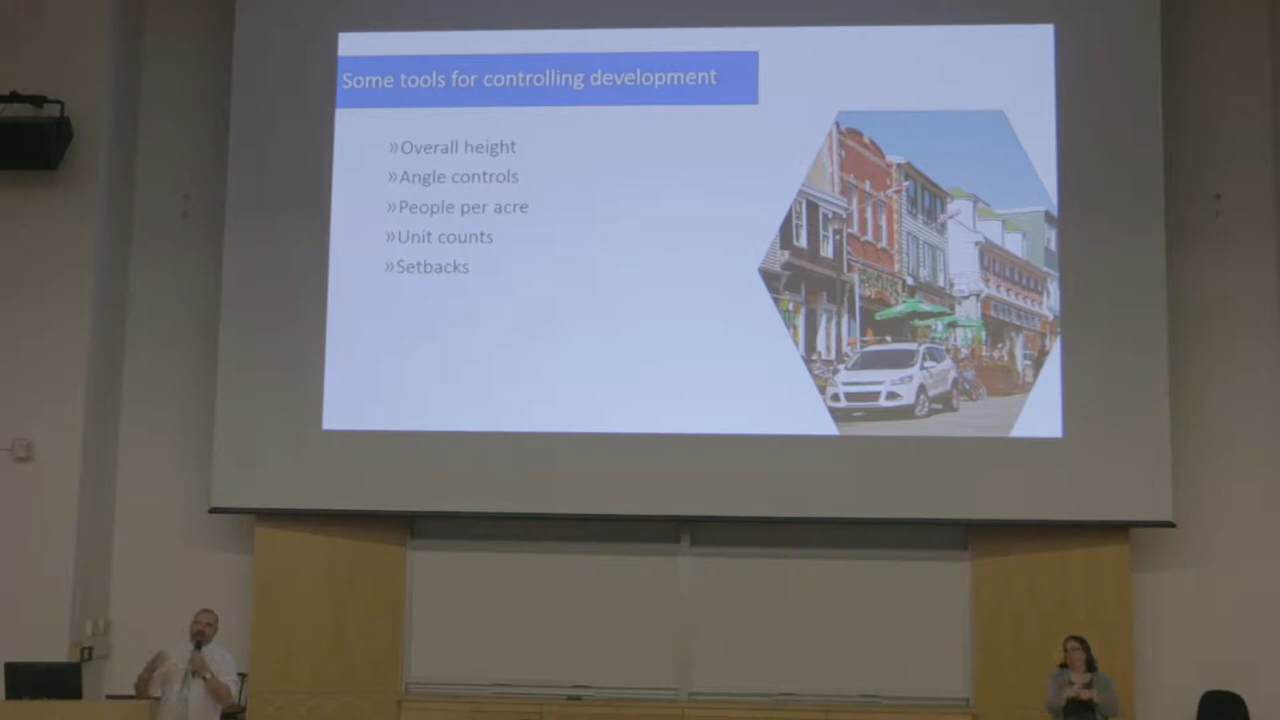 Some tools for controlling development
»Overall height
»Angle controls
»People per acre
»Unit counts
»Setbacks